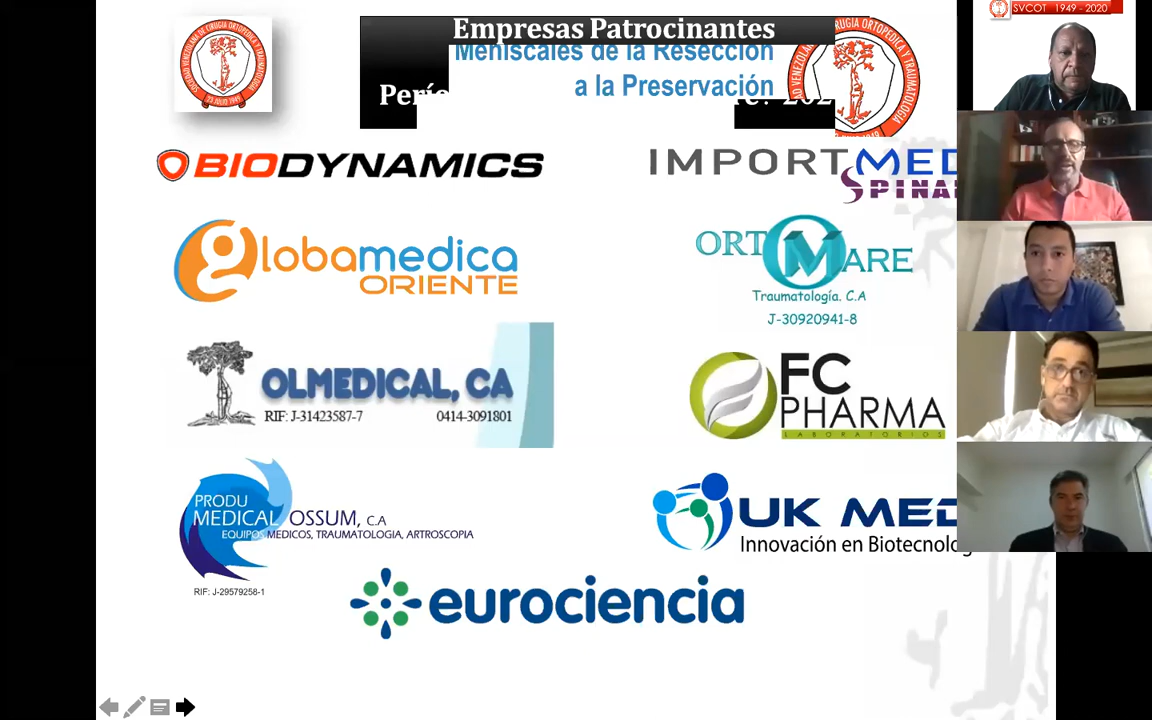 Empresas Patrocinantes
Meniscales de la Resección
a la Preservación
SVCOT 1949 - 2020
BIODYNAMICS
IMPORTMED
SPINA
globamedica
ORIENTE
ORTOMARE
Traumatología. C.A
J-30920941-8
OLMEDICAL, CA
RIF: J-31423587-7 0414-3091801
FC
PHARMA
LABORATORIOS
PRODU
MEDICAL OSSUM, C.A
EQUIPOS MEDICOS, TRAUMATOLOGIA, ARTROSCOPIA
RIF: J-29579258-1
UK MED
Innovación en Biotecnolog
eurociencia